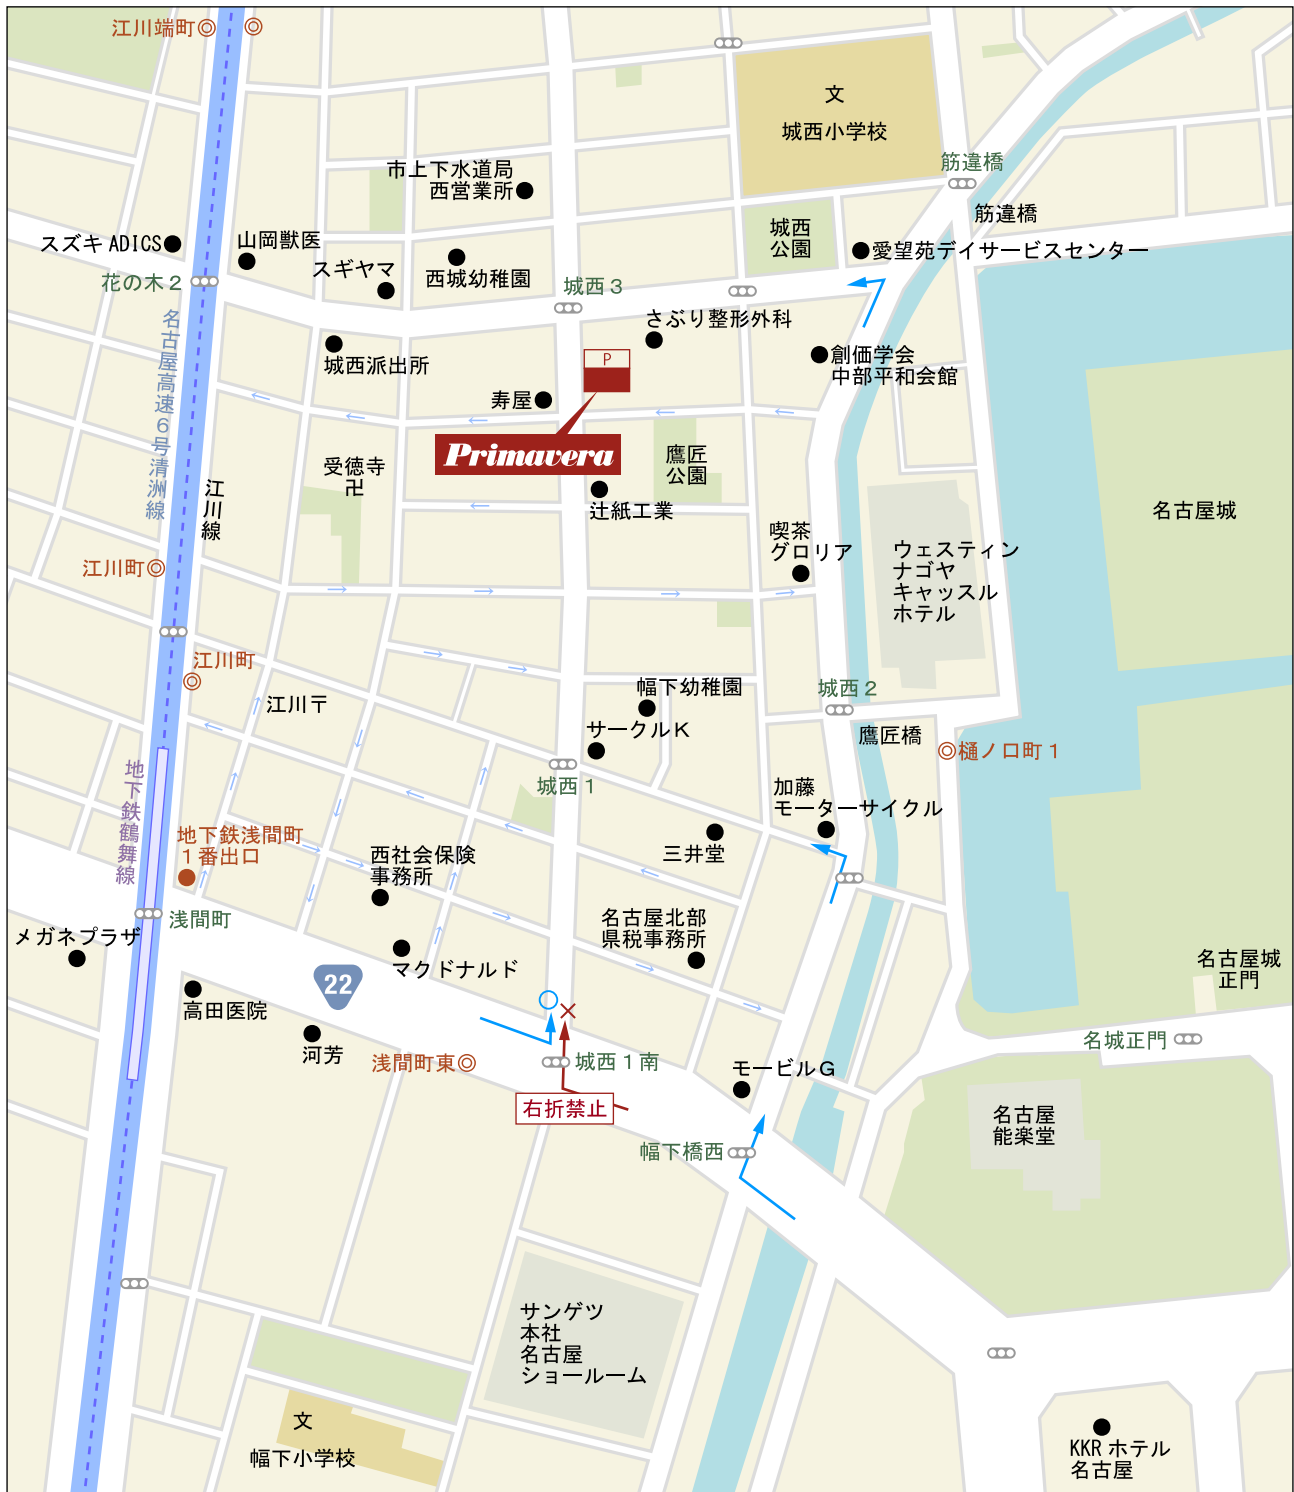 江川端町
文
城西小学校
筋違橋
市上下水道局
西営業所
筋違橋
城西
公園
スズキ ADICS
山岡獣医
愛望苑デイサービスセンター
スギヤマ
西城幼稚園
花の木2
城西3
名古屋高速6号清洲線
さぶり整形外科
城西派出所
P
創価学会
中部平和会館
寿屋
Primavera
受徳寺
卍
鷹匠
公園
江川線
辻紙工業
名古屋城
喫茶
グロリア
ウェスティン
ナゴヤ
キャッスル
ホテル
江川町
江川町
江川〒
幅下幼稚園
城西2
サークルK
鷹匠橋
樋ノ口町1
地下鉄鶴舞線
城西1
加藤
モーターサイクル
地下鉄浅間町
1番出口
西社会保険
事務所
三井堂
浅間町
名古屋北部
県税事務所
メガネプラザ
マクドナルド
名古屋城
正門
22
高田医院
河芳
浅間町東
城西1南
名城正門
モービルG
右折禁止
名古屋
能楽堂
幅下橋西
サンゲツ
本社
名古屋
ショールーム
文
幅下小学校
KKR ホテル
名古屋